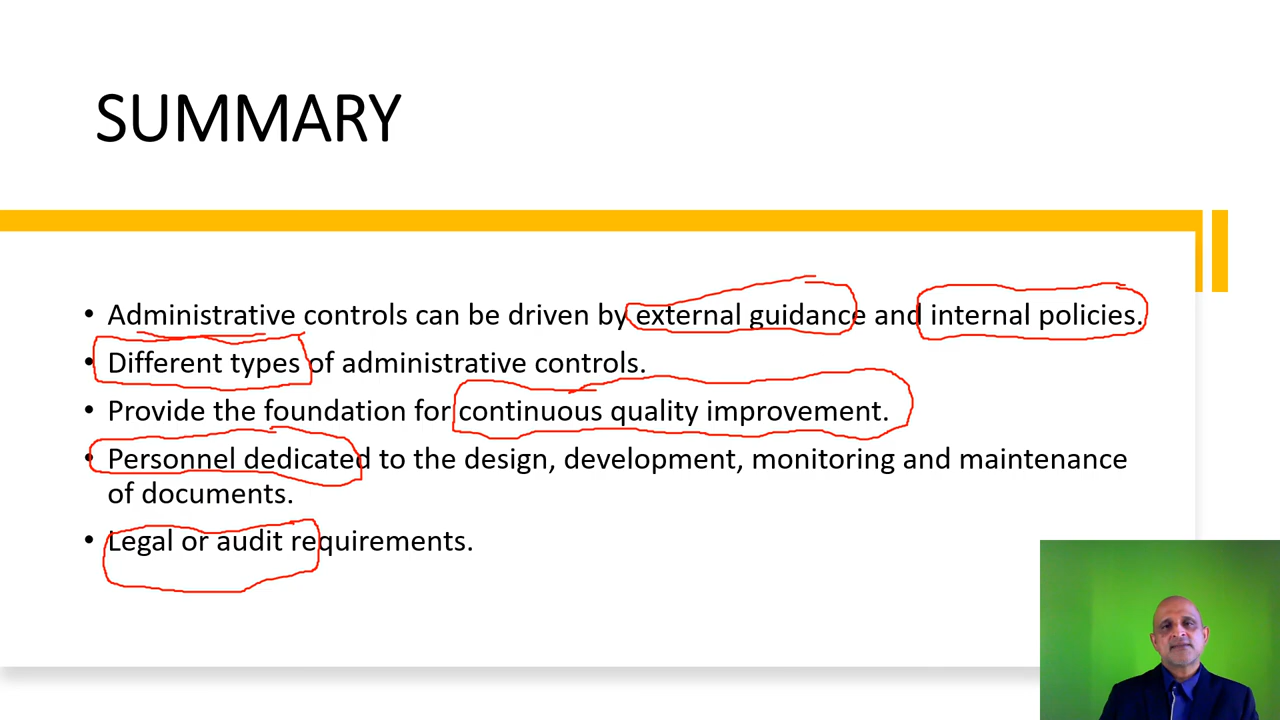 SUMMARY
• Administrative controls can be driven by external guidance and internal policies.
• Different types of administrative controls.
• Provide the foundation for continuous quality improvement.
• Personnel dedicated to the design, development, monitoring and maintenance
of documents.
• Legal or audit requirements.